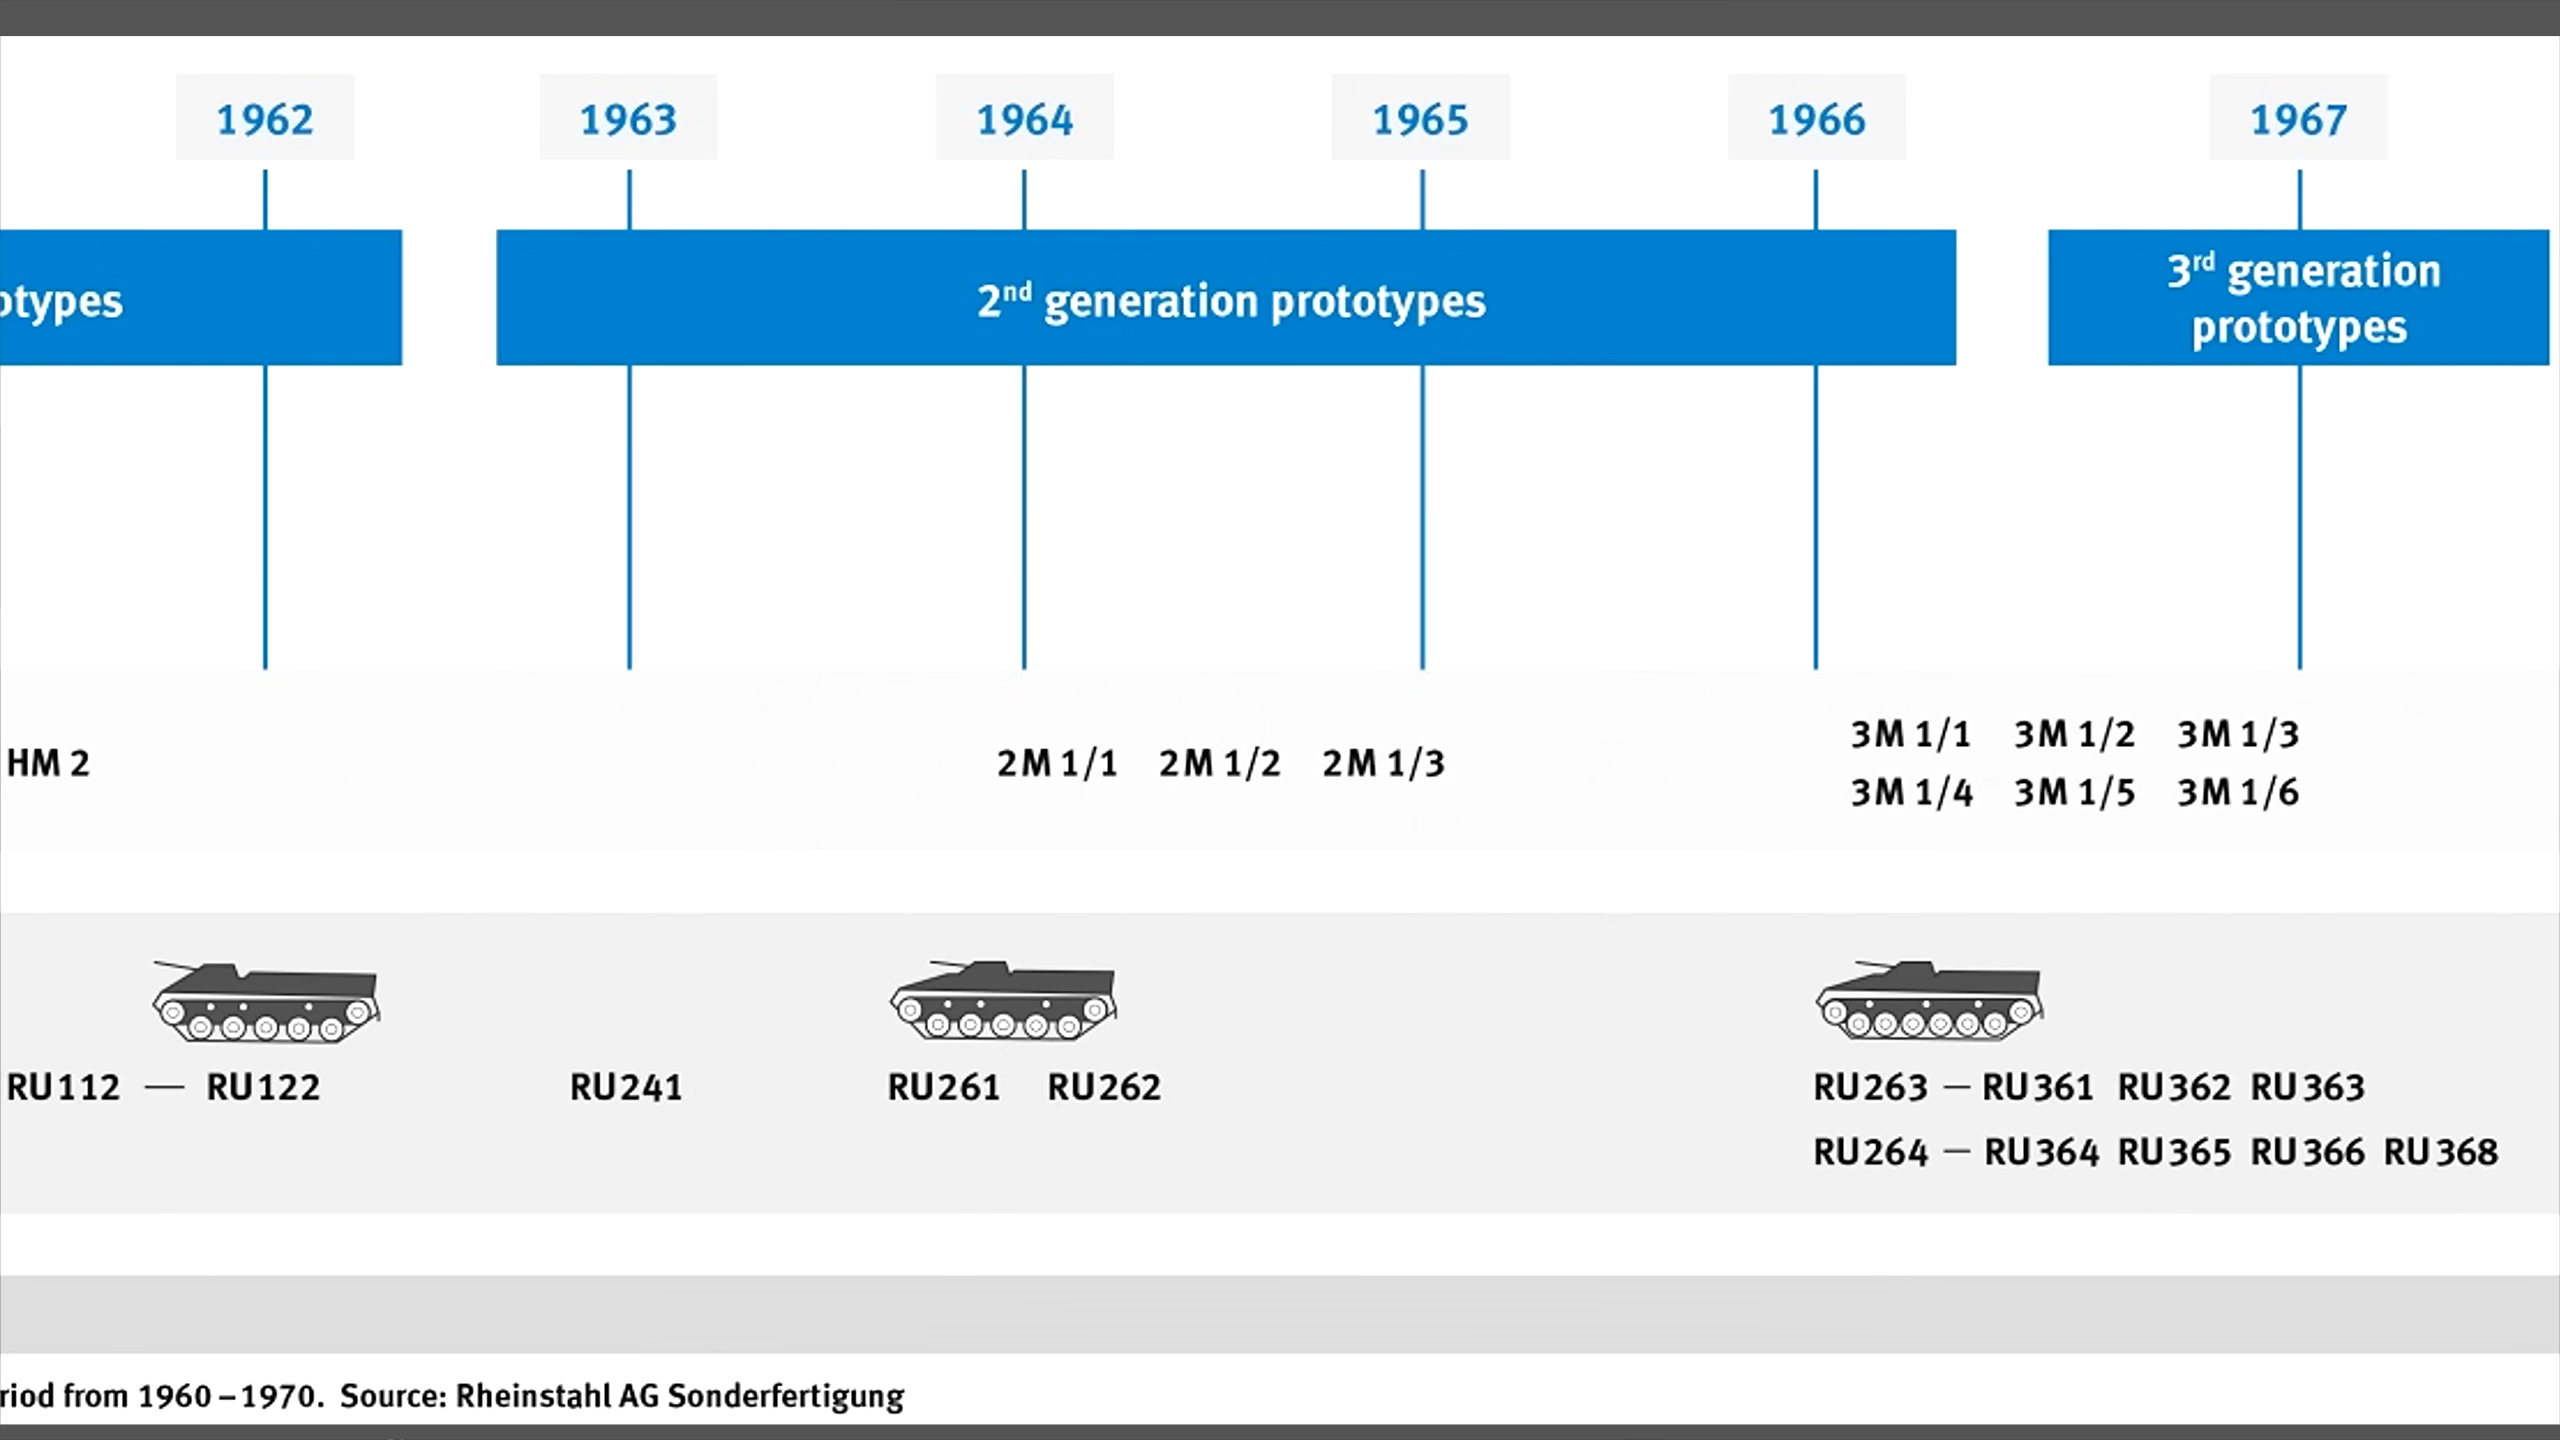 1962 1963 1964 1965 1966 1967
otypes
2nd generation prototypes
3rd generation
prototypes
HM 2
2M 1/1 2M 1/2 2M 1/3
3M 1/1 3M 1/2 3M 1/3
3M 1/4 3M 1/5 3M 1/6
RU112 — RU122 RU241 RU261 RU262 RU263 — RU361 RU362 RU363
RU264 — RU364 RU365 RU366 RU368
riod from 1960–1970. Source: Rheinstahl AG Sonderfertigung